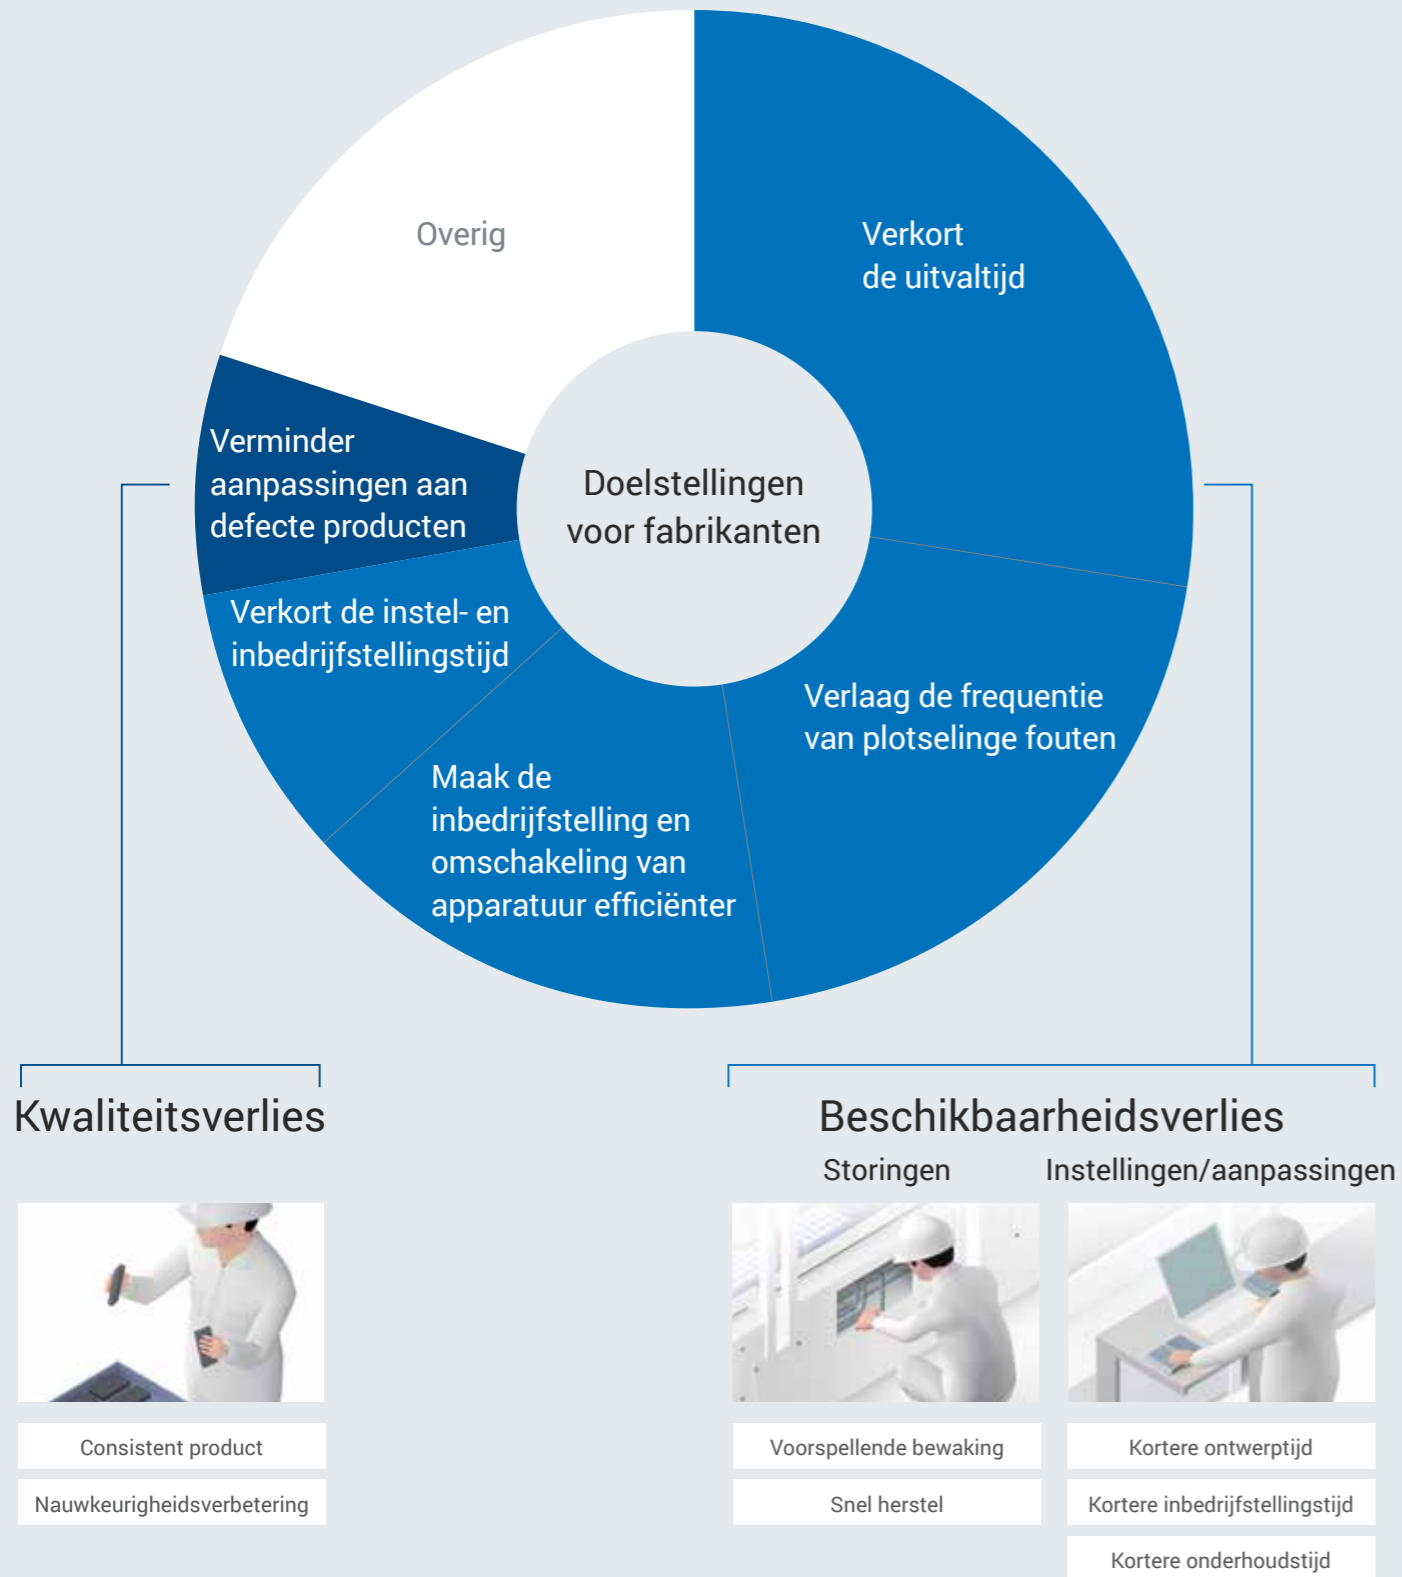 Overig
Verkort
de uitvaltijd
Verminder
aanpassingen aan
defecte producten
Doelstellingen
voor fabrikanten
Verkort de instel- en
inbedrijfstellingstijd
Verlaag de frequentie
van plotselinge fouten
Maak de
inbedrijfstelling en
omschakeling van
apparatuur efficiënter
Kwaliteitsverlies
Consistent product
Nauwkeurigheidsverbetering
Beschikbaarheidsverlies
Storingen
Voorspellende bewaking
Snel herstel
Instellingen/aanpassingen
Kortere ontwerptijd
Kortere inbedrijfstellingstijd
Kortere onderhoudstijd